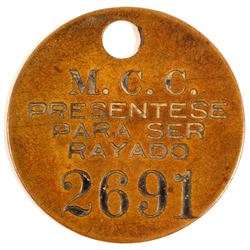 M. C. C.
PRESENTESE
PARA SER
RAYADO
2691